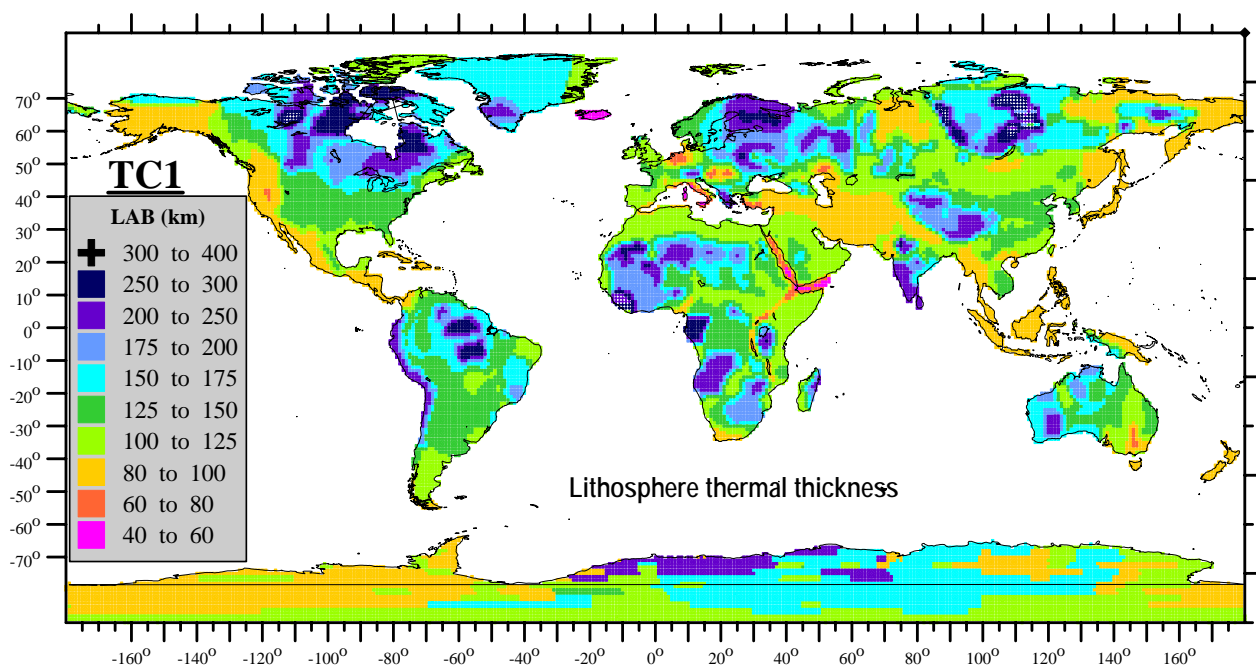 70°
60°
50°
40°
30°
20°
10°
0°
-10°
-20°
-30°
-40°
-50°
-60°
-70°
TC1
LAB (km)
300 to 400
250 to 300
200 to 250
175 to 200
150 to 175
125 to 150
100 to 125
80 to 100
60 to 80
40 to 60
Lithosphere thermal thickness
-160° -140° -120° -100° -80° -60° -40° -20° 0° 20° 40° 60° 80° 100° 120° 140° 160°